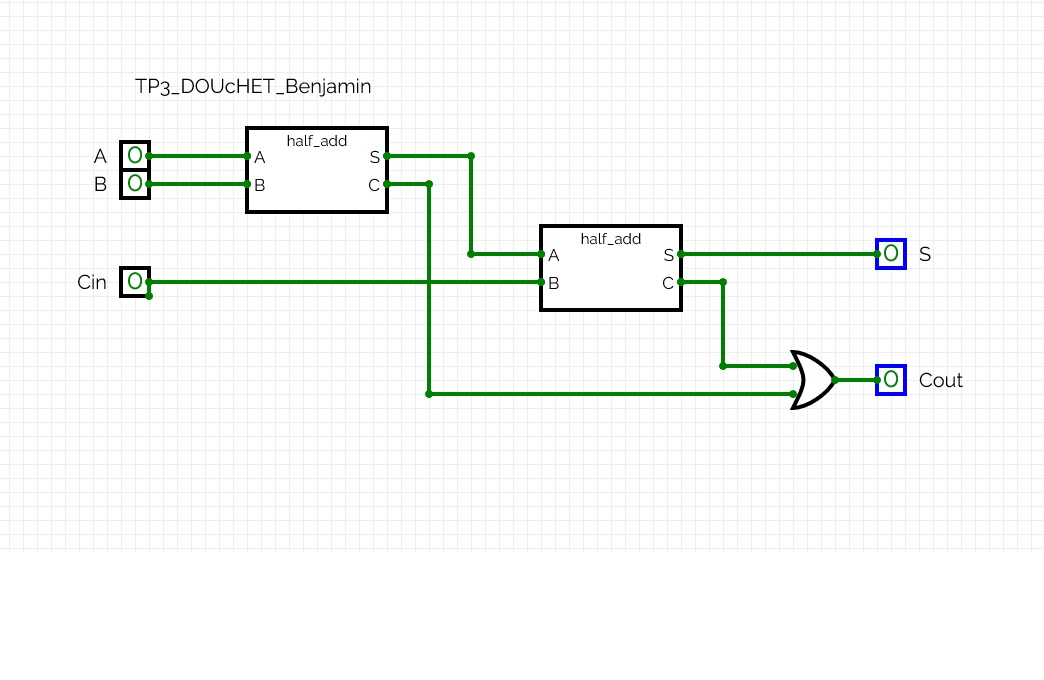 TP3_DOUcHET_Benjamin
half_add
A 0 A S
B 0 B C
half_add
A S 0 S
Cin 0 B C
0 Cout